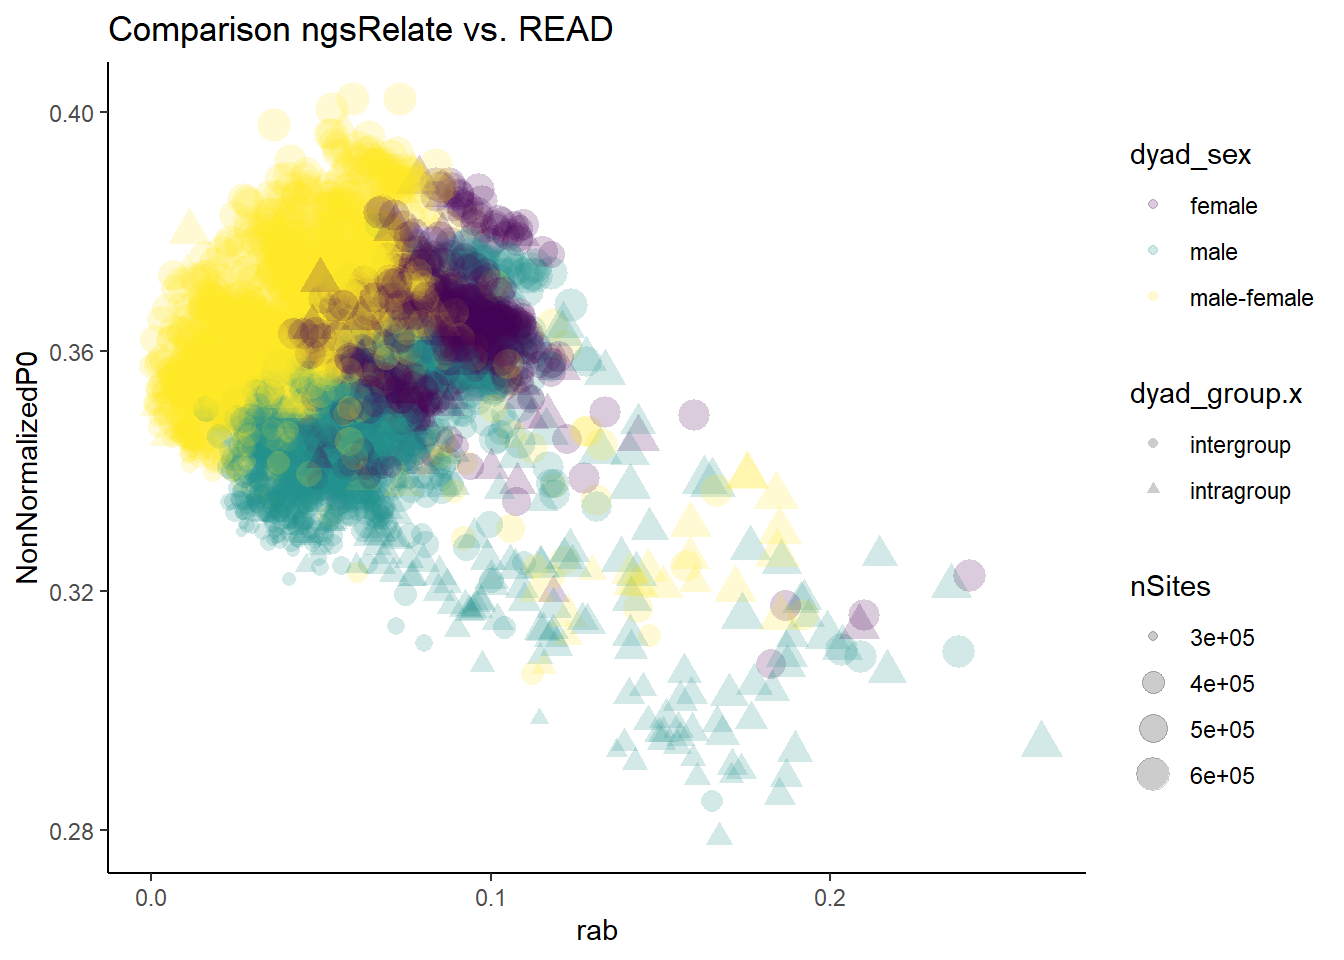 Comparison ngsRelate vs. READ
NonNormalizedP0
0.40
0.36
0.32
0.28
0.0
0.1
0.2
rab
dyad_sex
female
male
male-female
dyad_group.x
intergroup
intragroup
nSites
3e+05
4e+05
5e+05
6e+05